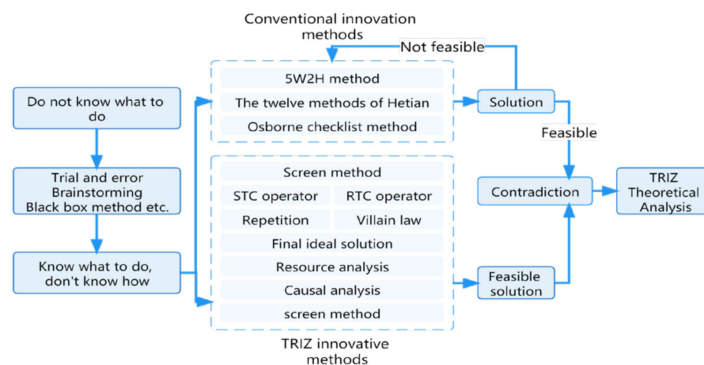 Conventional innovation
methods
Not feasible
5W2H method
The twelve methods of Hetian
Osborne checklist method
Solution
Feasible
Do not know what to
do
Trial and error
Brainstorming
Black box method etc.
Know what to do,
don't know how
Screen method
STC operator
RTC operator
Repetition
Villain law
Final ideal solution
Resource analysis
Causal analysis
screen method
TRIZ innovative
methods
Feasible
solution
Contradiction
TRIZ
Theoretical
Analysis